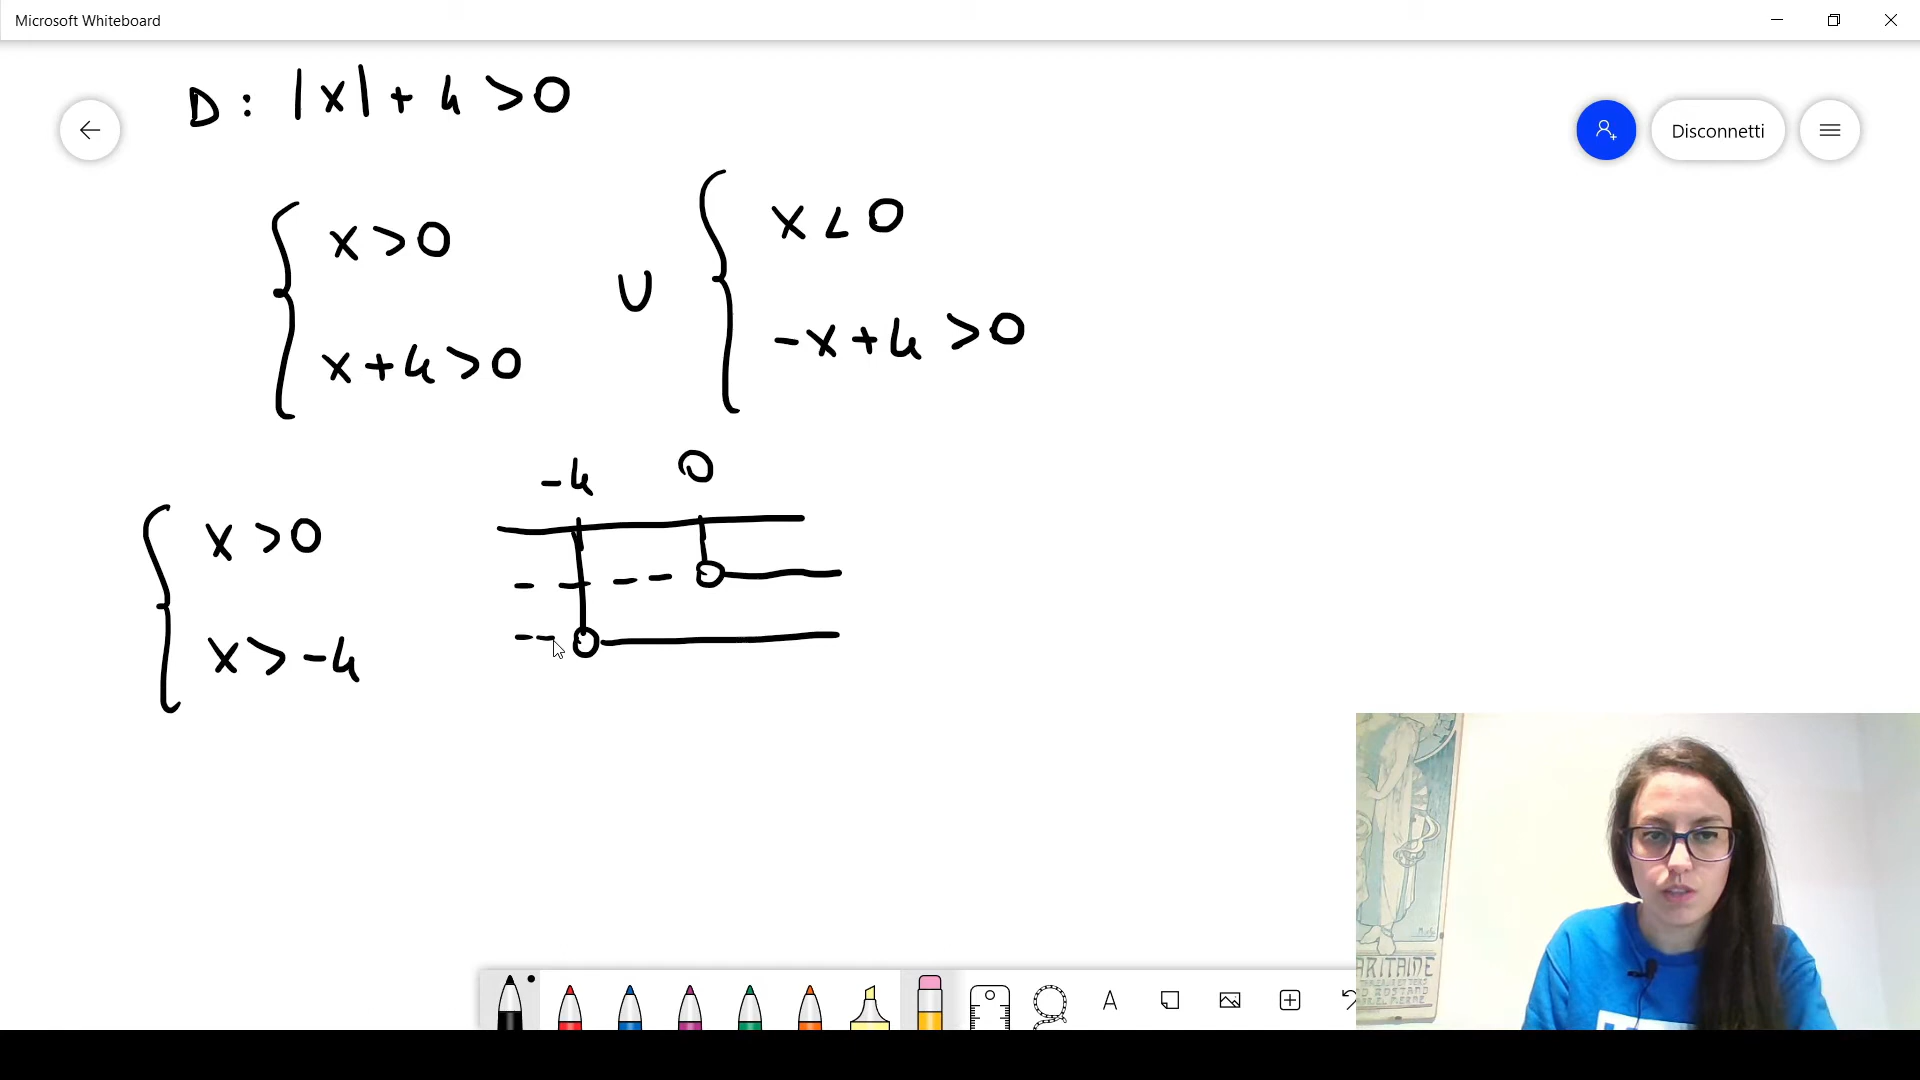 Microsoft Whiteboard
D: |x|+4>0
Disconnetti
x>0
x+4>0
U
x<0
-x+4>0
-4 0
x>0
x>-4